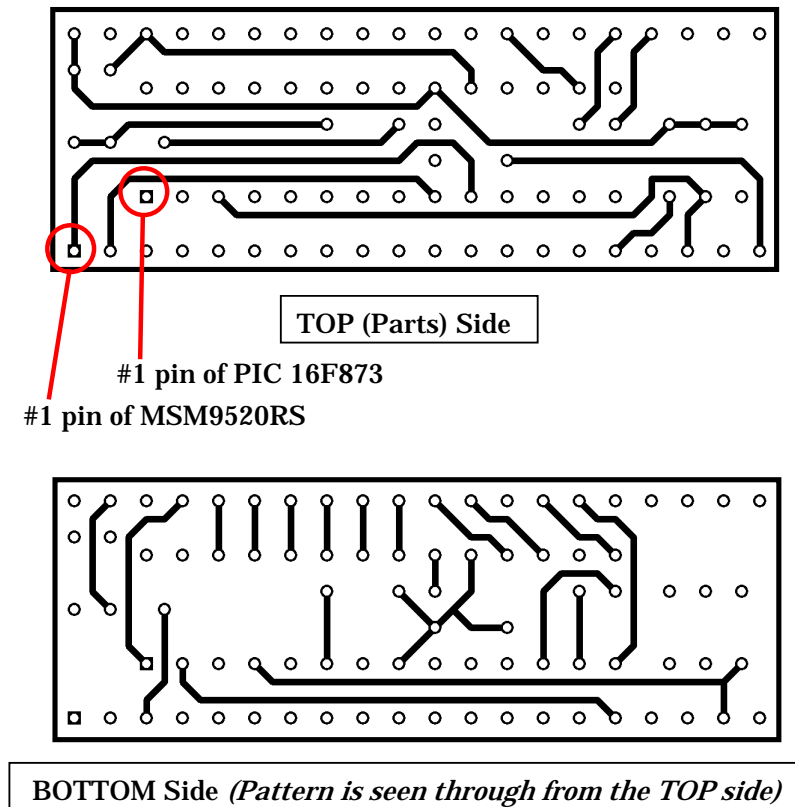 TOP (Parts) Side
#1 pin of PIC 16F873
#1 pin of MSM9520RS
BOTTOM Side (Pattern is seen through from the TOP side)